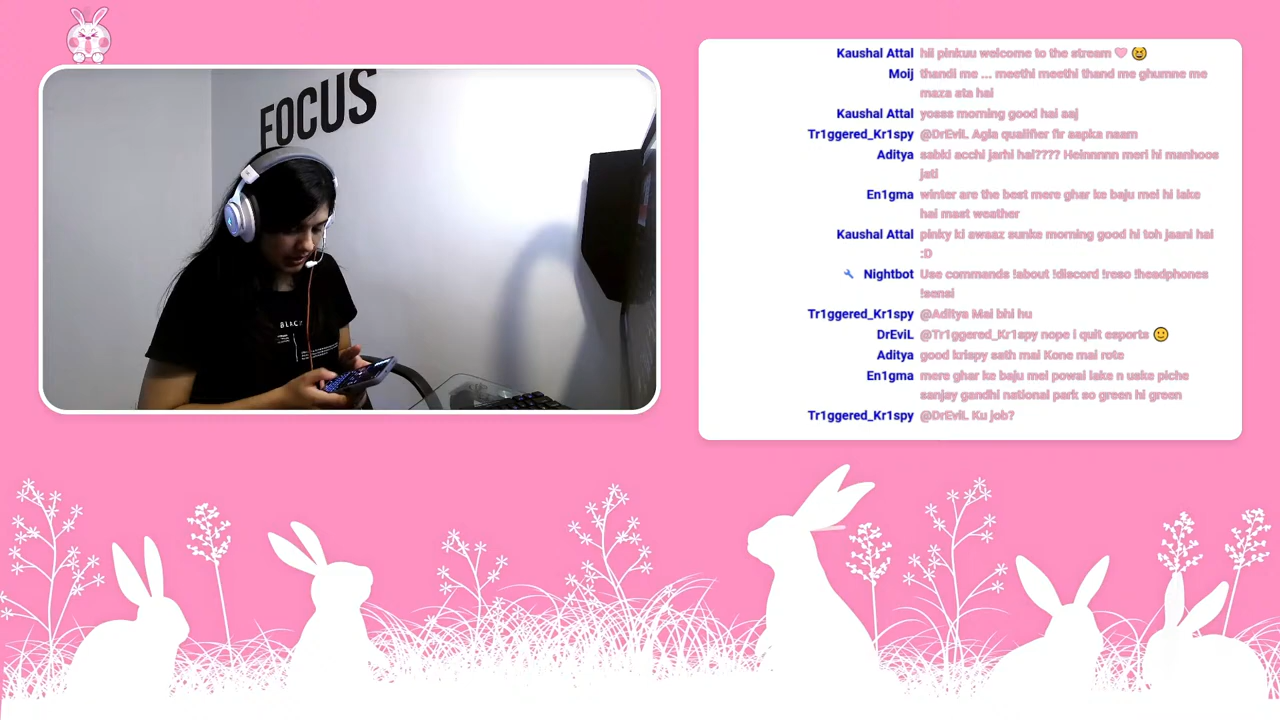 FOCUS
BLACK
Kaushal Attal hii pinkuu welcome to the stream 🩷 😆
Moij thandi me ... meethi meethi thand me ghumne me
maza ata hai
Kaushal Attal yosss morning good hai aaj
Tr1ggered_Kr1spy @DrEviL Agla qualifier fir aapka naam
Aditya sabki acchi jarhi hai???? Heinnnnn meri hi manhoos
jati
En1gma winter are the best mere ghar ke baju mei hi lake
hai mast weather
Kaushal Attal pinky ki awaaz sunke morning good hi toh jaani hai
:D
Nightbot Use commands !about !discord !reso !headphones
!sensi
Tr1ggered_Kr1spy @Aditya Mai bhi hu
DrEviL @Tr1ggered_Kr1spy nope i quit esports 🙂
Aditya good krispy sath mai Kone mai rote
En1gma mere ghar ke baju mei powai lake n uske piche
sanjay gandhi national park so green hi green
Tr1ggered_Kr1spy @DrEviL Ku job?